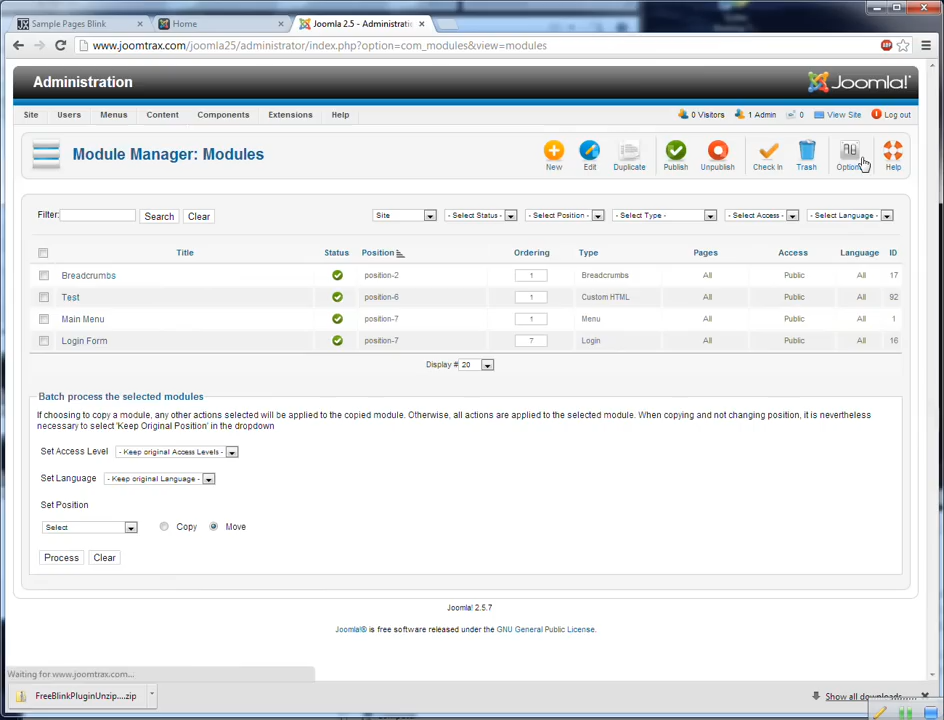 Sample Pages Blink
Home
Joomla 2.5 - Administratio
www.joomtrax.com/joomla25/administrator/index.php?option=com_modules&view=modules
Administration
Joomla!
Site Users Menus Content Components Extensions Help
0 Visitors 1 Admin 0 View Site Log out
Module Manager: Modules
New Edit Duplicate Publish Unpublish Check In Trash Options Help
Filter: Search Clear
Site - Select Status - - Select Position - - Select Type - - Select Access - - Select Language -
Title Status Position Ordering Type Pages Access Language ID
Breadcrumbs position-2 1 Breadcrumbs All Public All 17
Test position-6 1 Custom HTML All Public All 92
Main Menu position-7 1 Menu All Public All 1
Login Form position-7 7 Login All Public All 16
Display # 20
Batch process the selected modules
If choosing to copy a module, any other actions selected will be applied to the copied module. Otherwise, all actions are applied to the selected module. When copying and not changing position, it is nevertheless
necessary to select 'Keep Original Position' in the dropdown
Set Access Level - Keep original Access Levels -
Set Language - Keep original Language -
Set Position
Select Copy Move
Process Clear
Joomla! 2.5.7
Joomla!® is free software released under the GNU General Public License.
Waiting for www.joomtrax.com...
FreeBlinkPluginUnzip....zip
Show all downloads...